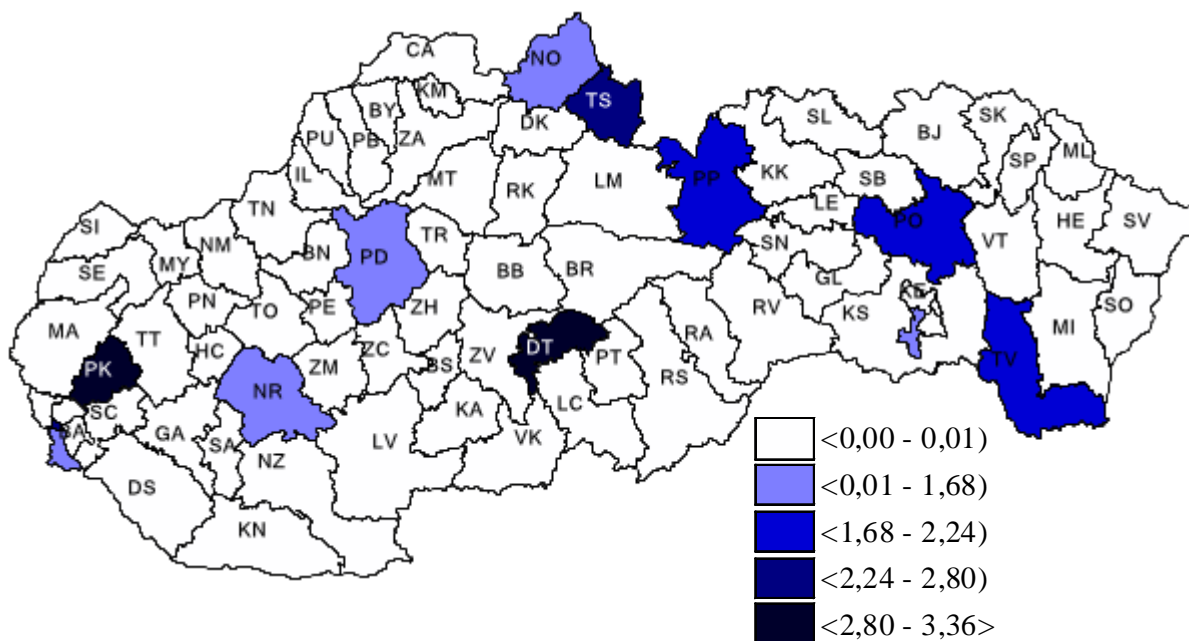 CA
NO
KM
TS
BY
PU
PB
ZA
DK
SL
BJ
SK
SP
ML
IL
MT
RK
LM
PP
KK
SB
LE
TN
PO
HE
SV
SI
NM
BN
PD
TR
SN
VT
SE
MY
BB
BR
GL
PN
TO
PE
ZH
RV
KS
KE
SO
MA
TT
HC
ZM
ZC
BS
ZV
DT
PT
RA
MI
TV
PK
NR
RS
SC
KA
LC
BA
GA
SA
LV
VK
NZ
DS
KN
<0,00 - 0,01)
<0,01 - 1,68)
<1,68 - 2,24)
<2,24 - 2,80)
<2,80 - 3,36>